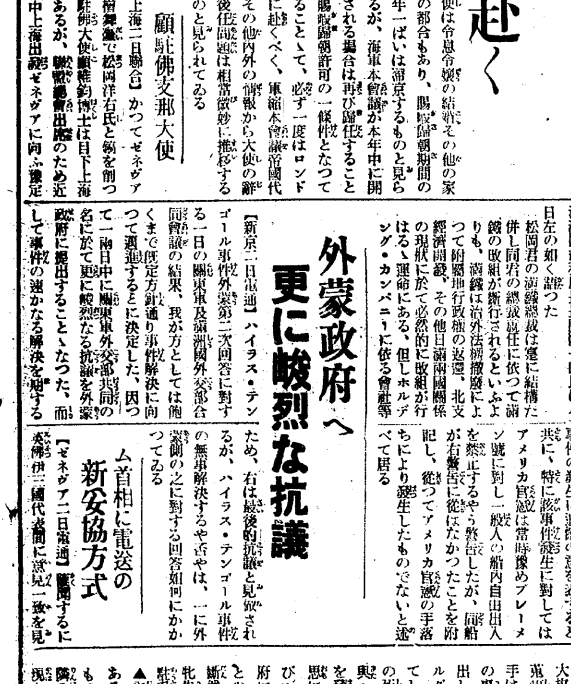 赴く
使は令息令孃の結婚その他の家
の都合もあり、賜暇歸朝期間の
年一ぱいは滯京するものと見ら
るが、海軍本會議が本年中に開
される場合は再び歸任すること
賜暇歸朝許可の一條件となつて
ることゝて、必ず一度はロンド
に赴くべく、軍縮本會議帝國代
その他内外の情報から大使の辭
後任問題は相當微妙に推移する
のと見られてゐる
顧駐佛支那大使
上海二日聯合】かつてゼネヴア
檜舞臺で松岡洋右氏と鎬を削つ
駐佛大使顧維鈞博士は目下上海
あるが、聯盟總會出席のため近
中上海出發ゼネヴアに向ふ豫定
日左の如く語つた
松岡君の滿鐵總裁は寔に結構だ
併し同君の總裁就任に依つて滿
鐵の改組が斷行されるといふよ
りも、滿鐵は治外法權撤廢によ
つて附屬地行政權の返還、北支
經濟開發、その他日滿兩國關係
の現狀に於て必然的に改組が行
はるゝ運命にある、但しホルデ
ング・カンパニーに依る會社等
外蒙政府へ
更に峻烈な抗議
【新京二日電通】ハイラス・テン
ゴール事件外蒙第二次回答に對す
る一日の關東軍及滿洲國外交部合
同會議の結果、我が方としては飽
くまで既定方針通り事件解決に向
つて邁進するとに決定した、因つ
て一兩日中に關東軍外交部共同の
名に於て更に峻烈なる抗議を外蒙
政府に提出することゝなつた、而
して事件の速かなる解決を期する
共に、特に該事件發生に對しては
アメリカ官憲は當時豫めプレーメ
ン號に對し一般人の船内自由出入
を禁止するやう警告したが、同船
が右警告に從はなかつたことを附
記し、從つてアメリカ官憲の手落
ちにより發生したものでないと述
べて居る
ため、右は最後的抗議と見做され
るが、ハイラス・テンゴール事件
の無事解決するや否やは、一に外
蒙側の之に對する回答如何にかか
つてゐる
ム首相に電送の
新妥協方式
【ゼネヴア二日電通】確聞するに
英佛伊三國代表間に意見一致を見